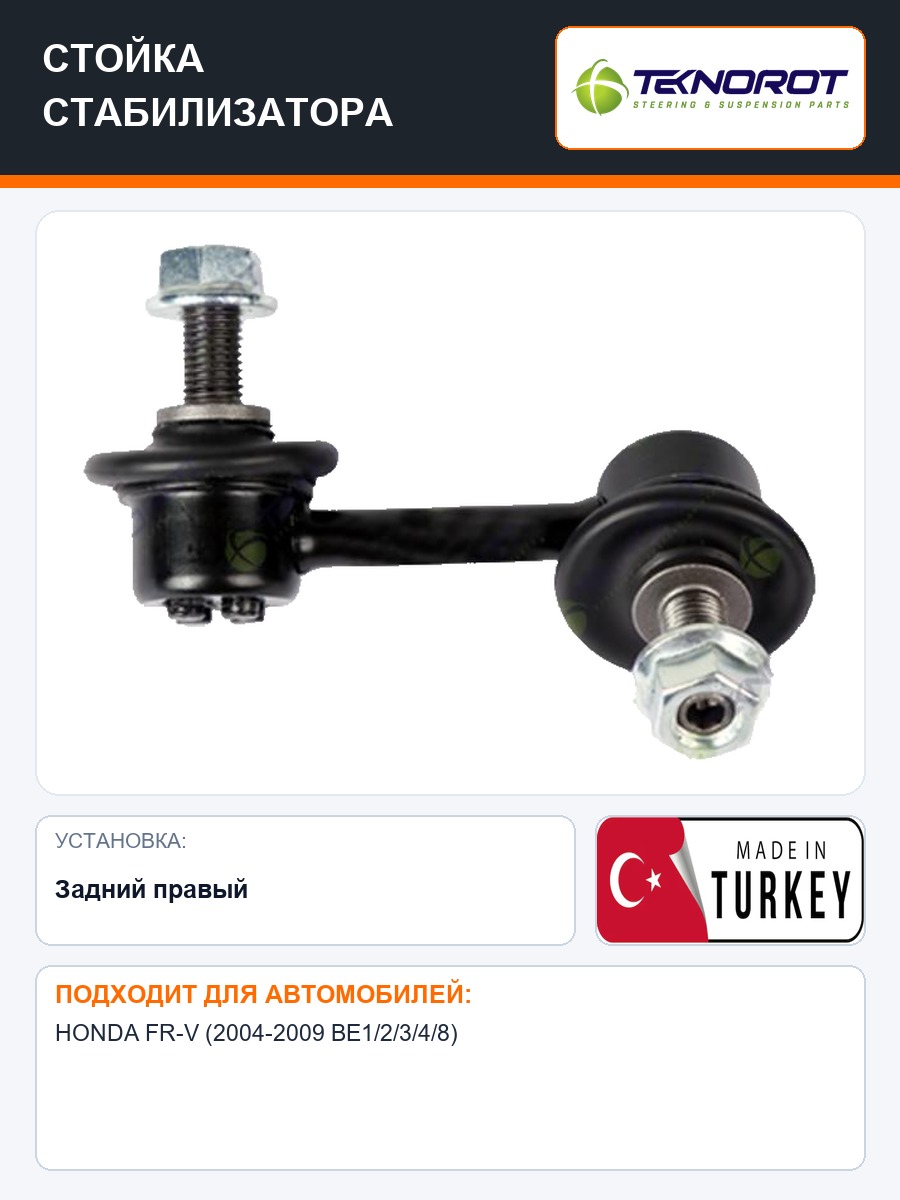 СТОЙКА
СТАБИЛИЗАТОРА
TEKNOROT
STEERING & SUSPENSION PARTS
УСТАНОВКА:
Задний правый
MADE IN
TURKEY
ПОДХОДИТ ДЛЯ АВТОМОБИЛЕЙ:
HONDA FR-V (2004-2009 BE1/2/3/4/8)